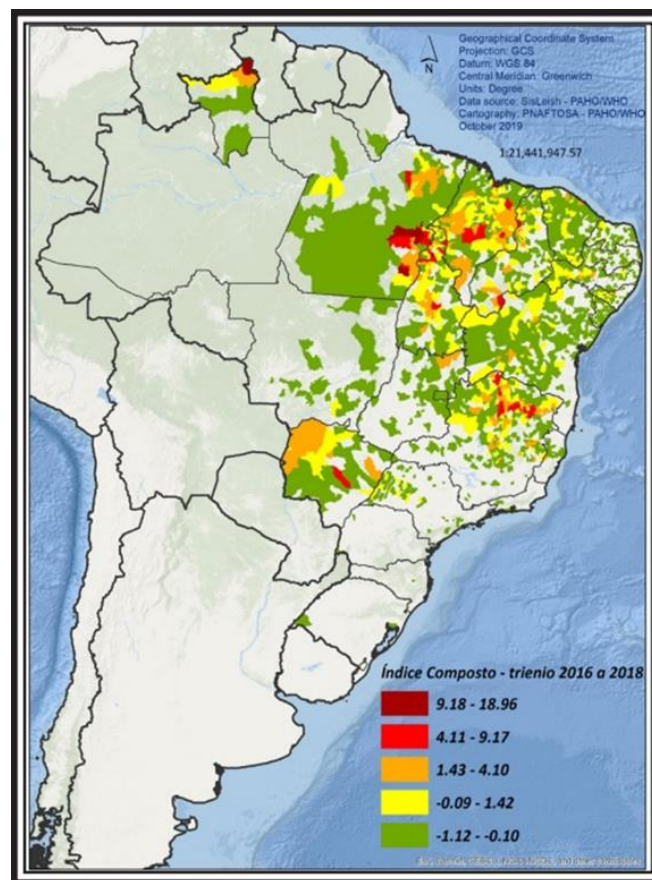 Geographical Coordinate System
Projection: GCS
Datum: WGS 84
Central Meridian: Greenwich
Units: Degree
Data source: SisLeish - PAHO/WHO
Cartography: PNAFTOSA - PAHO/WHO
October 2019
N
1:21,441,947.57
Índice Composto - trienio 2016 a 2018
9.18 - 18.96
4.11 - 9.17
1.43 - 4.10
-0.09 - 1.42
-1.12 - -0.10